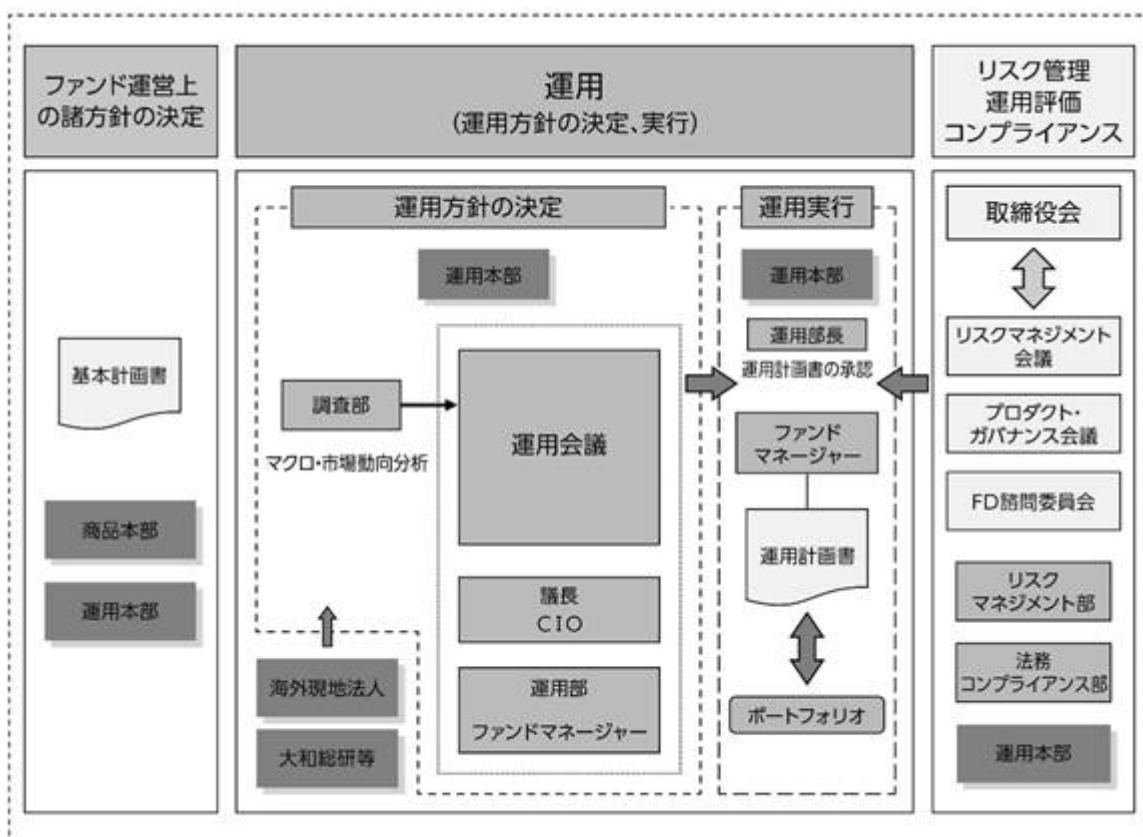 ファンド運営上
の諸方針の決定
基本計画書
商品本部
運用本部
運用
(運用方針の決定、実行)
運用方針の決定
運用本部
調査部
マクロ・市場動向分析
運用会議
議長
CIO
運用部
ファンドマネージャー
海外現地法人
大和総研等
運用実行
運用本部
運用部長
運用計画書の承認
ファンド
マネージャー
運用計画書
ポートフォリオ
リスク管理
運用評価
コンプライアンス
取締役会
リスクマネジメント
会議
プロダクト・
ガバナンス会議
FD諮問委員会
リスク
マネジメント部
法務
コンプライアンス部
運用本部